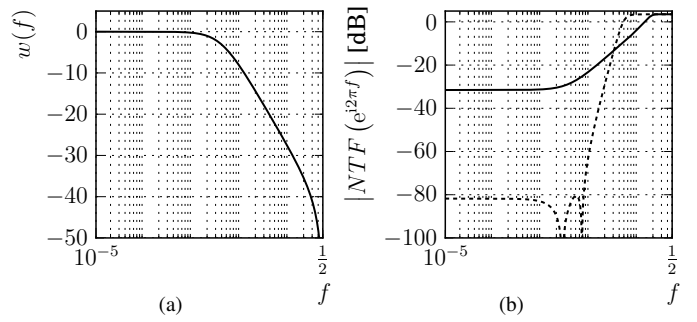 w(f)
0
−10
−20
−30
−40
−50
10^{-5}
1/2
f
(a)
|NTF (e^{i2πf})| [dB]
0
−20
−40
−60
−80
−100
10^{-5}
1/2
f
(b)